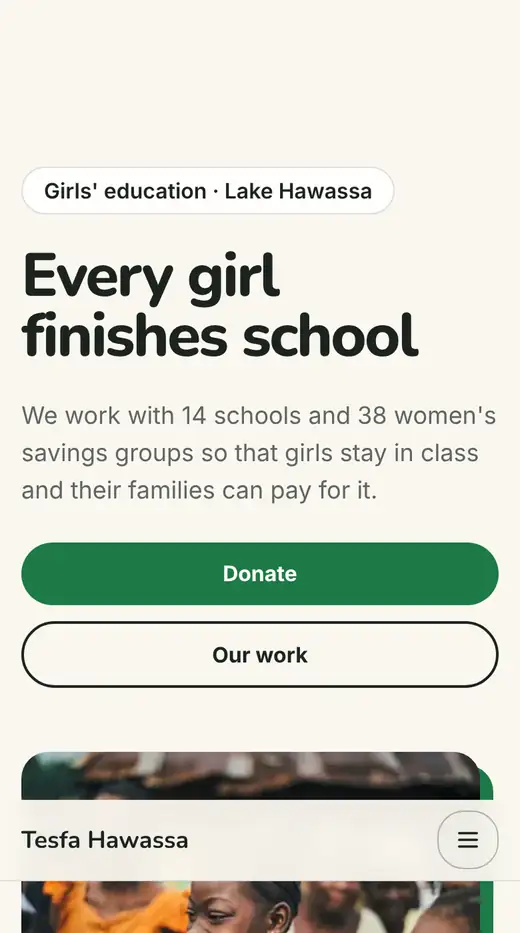 Girls' education · Lake Hawassa
Every girl
finishes school
We work with 14 schools and 38 women's
savings groups so that girls stay in class
and their families can pay for it.
Donate
Our work
Tesfa Hawassa